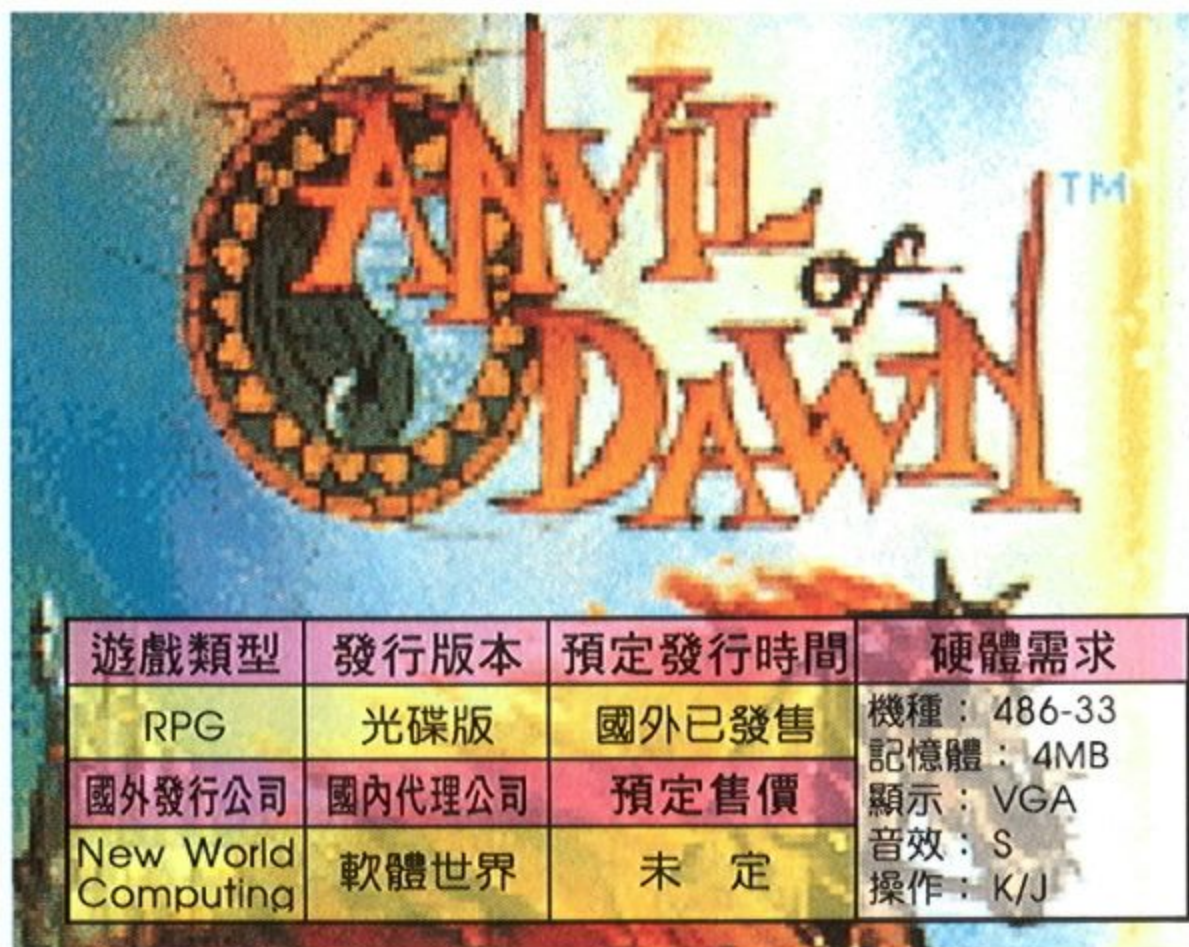 ANVIL
of
DAWN
TM
遊戲類型 發行版本 預定發行時間 硬體需求
RPG 光碟版 國外已發售 機種：486-33
記憶體：4MB
國外發行公司 國內代理公司 預定售價 顯示：VGA
New World 軟體世界 未 定 音效：S
Computing 操作：K/J